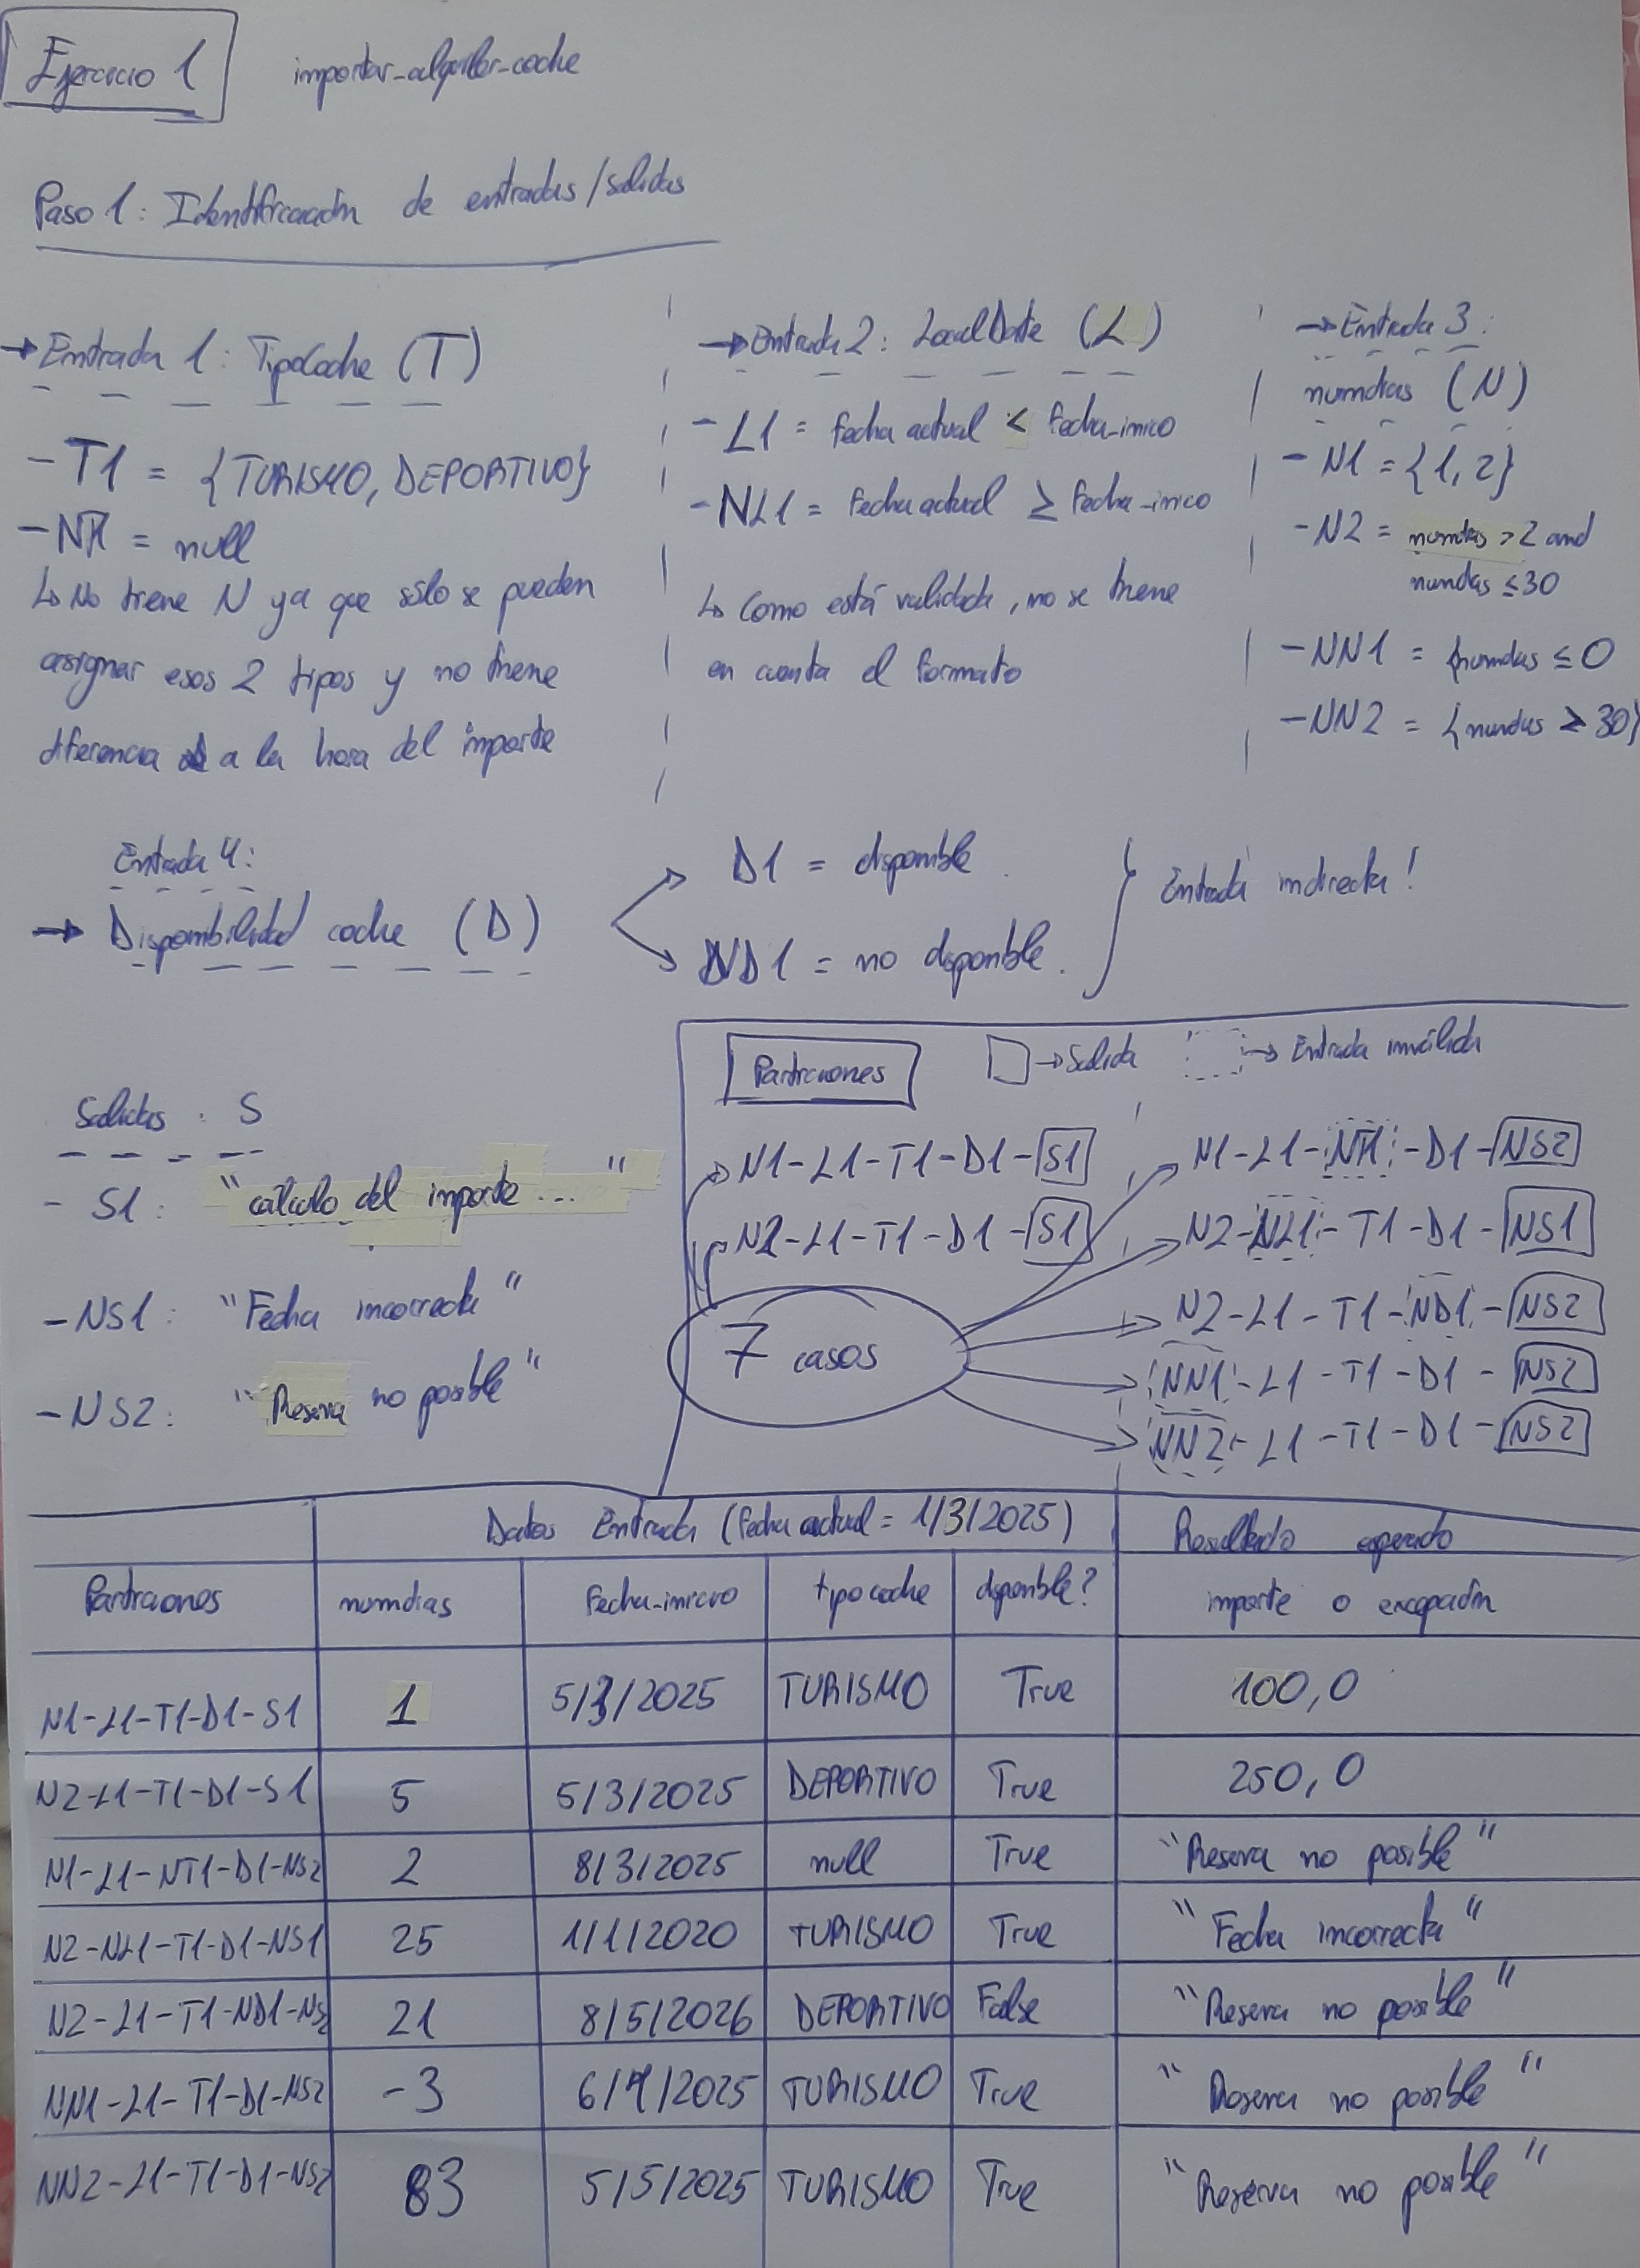 Ejercicio 1
importar_alquiler_coche
Paso 1: Identificación de entradas/salidas
→ Entrada 1: TipoCoche (T)
- T1 = {TURISMO, DEPORTIVO}
- NT1 = null
↳ No tiene N ya que sólo se pueden
asignar esos 2 tipos y no tiene
diferencia a la hora del importe
→ Entrada 2: LocalDate (L)
- L1 = fecha actual < fecha_inicio
- NL1 = fecha actual ≥ fecha_inicio
↳ Como está validada, no se tiene
en cuenta el formato
→ Entrada 3:
numdias (N)
- N1 = {1, 2}
- N2 = numdias > 2 and
numdias ≤ 30
- NN1 = {numdias ≤ 0
- NN2 = {numdias ≥ 30}
Entrada 4:
→ Disponibilidad coche (D)
D1 = disponible
ND1 = no disponible.
Entrada indirecta!
Salidas: S
- S1: "cálculo del importe ..."
- NS1: "Fecha incorrecta"
- NS2: "Reserva no posible"
Particiones
→ Salida
→ Entrada inválida
N1-L1-T1-D1-S1
N2-L1-T1-D1-S1
7 casos
N1-L1-NT1-D1-NS2
N2-NL1-T1-D1-NS1
N2-L1-T1-ND1-NS2
NN1-L1-T1-D1-NS2
NN2-L1-T1-D1-NS2
Datos Entrada (fecha actual = 1/3/2025) Resultado esperado
Particiones numdias Fecha_inicio tipocoche disponible? importe o excepción
N1-L1-T1-D1-S1 1 5/3/2025 TURISMO True 100,0
N2-L1-T1-D1-S1 5 5/3/2025 DEPORTIVO True 250,0
N1-L1-NT1-D1-NS2 2 8/3/2025 null True "Reserva no posible"
N2-NL1-T1-D1-NS1 25 1/1/2020 TURISMO True "Fecha incorrecta"
N2-L1-T1-ND1-NS2 21 8/5/2026 DEPORTIVO False "Reserva no posible"
NN1-L1-T1-D1-NS2 -3 6/4/2025 TURISMO True "Reserva no posible"
NN2-L1-T1-D1-NS2 83 5/5/2025 TURISMO True "Reserva no posible"